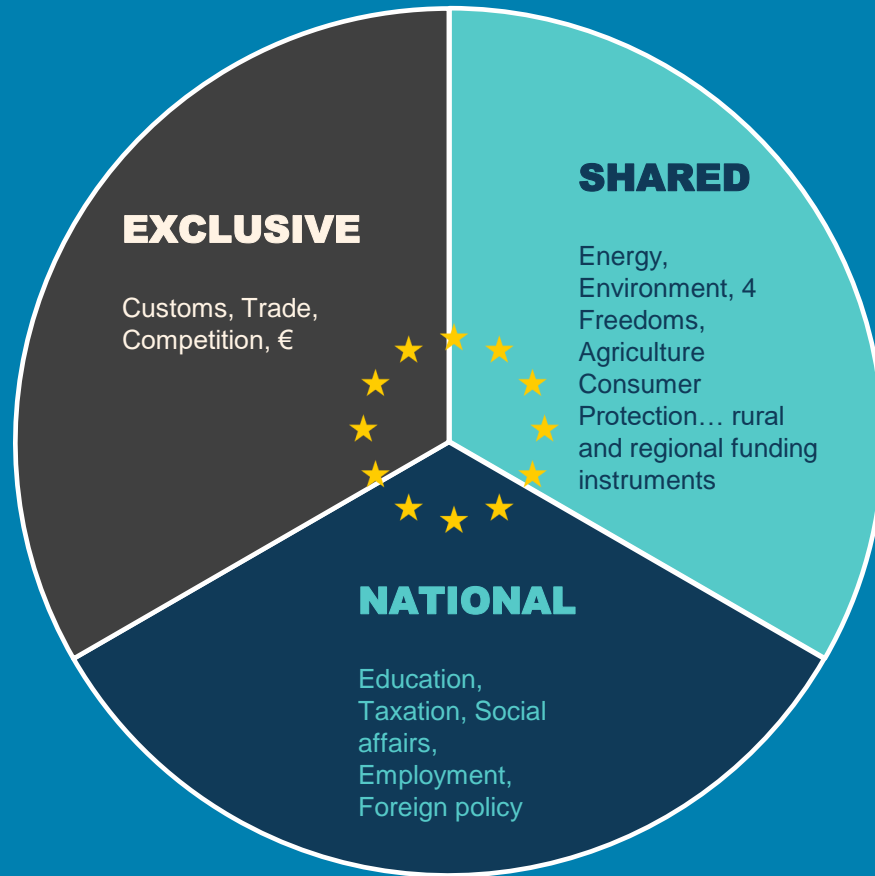 EXCLUSIVE
Customs, Trade,
Competition, €
SHARED
Energy,
Environment, 4
Freedoms,
Agriculture
Consumer
Protection… rural
and regional funding
instruments
NATIONAL
Education,
Taxation, Social
affairs,
Employment,
Foreign policy